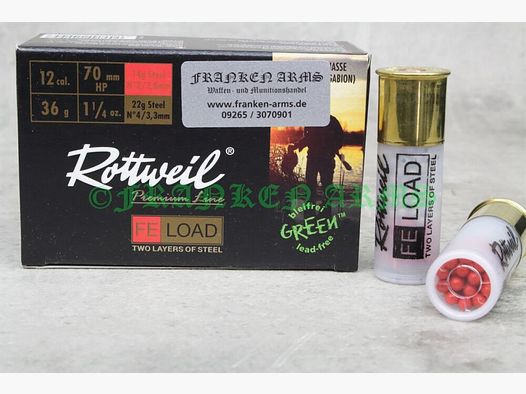 12 cal.
70 mm
HP
14g Steel
36 g
1¼ oz.
22g Steel
N°4/3,3mm
FRANKEN ARMS
Waffen- und Munitionshandel
www.franken-arms.de
09265 / 3070901
Rottweil®
Premium Line
FE LOAD
TWO LAYERS OF STEEL
bleifrei
GREEN™
lead-free
© FRANKEN ARMS
Rottweil
FE LOAD
TWO LAYERS OF STEEL
Rottweil